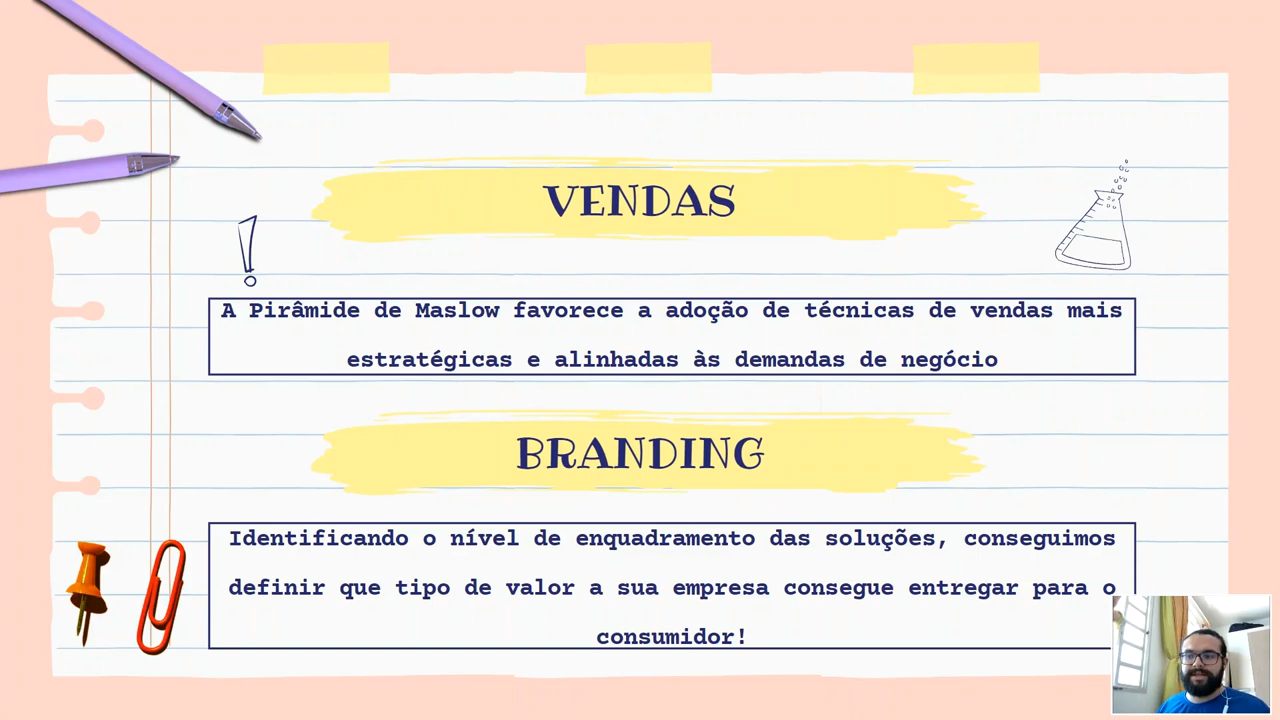 VENDAS
A Pirâmide de Maslow favorece a adoção de técnicas de vendas mais
estratégicas e alinhadas às demandas de negócio
BRANDING
Identificando o nível de enquadramento das soluções, conseguimos
definir que tipo de valor a sua empresa consegue entregar para o
consumidor!